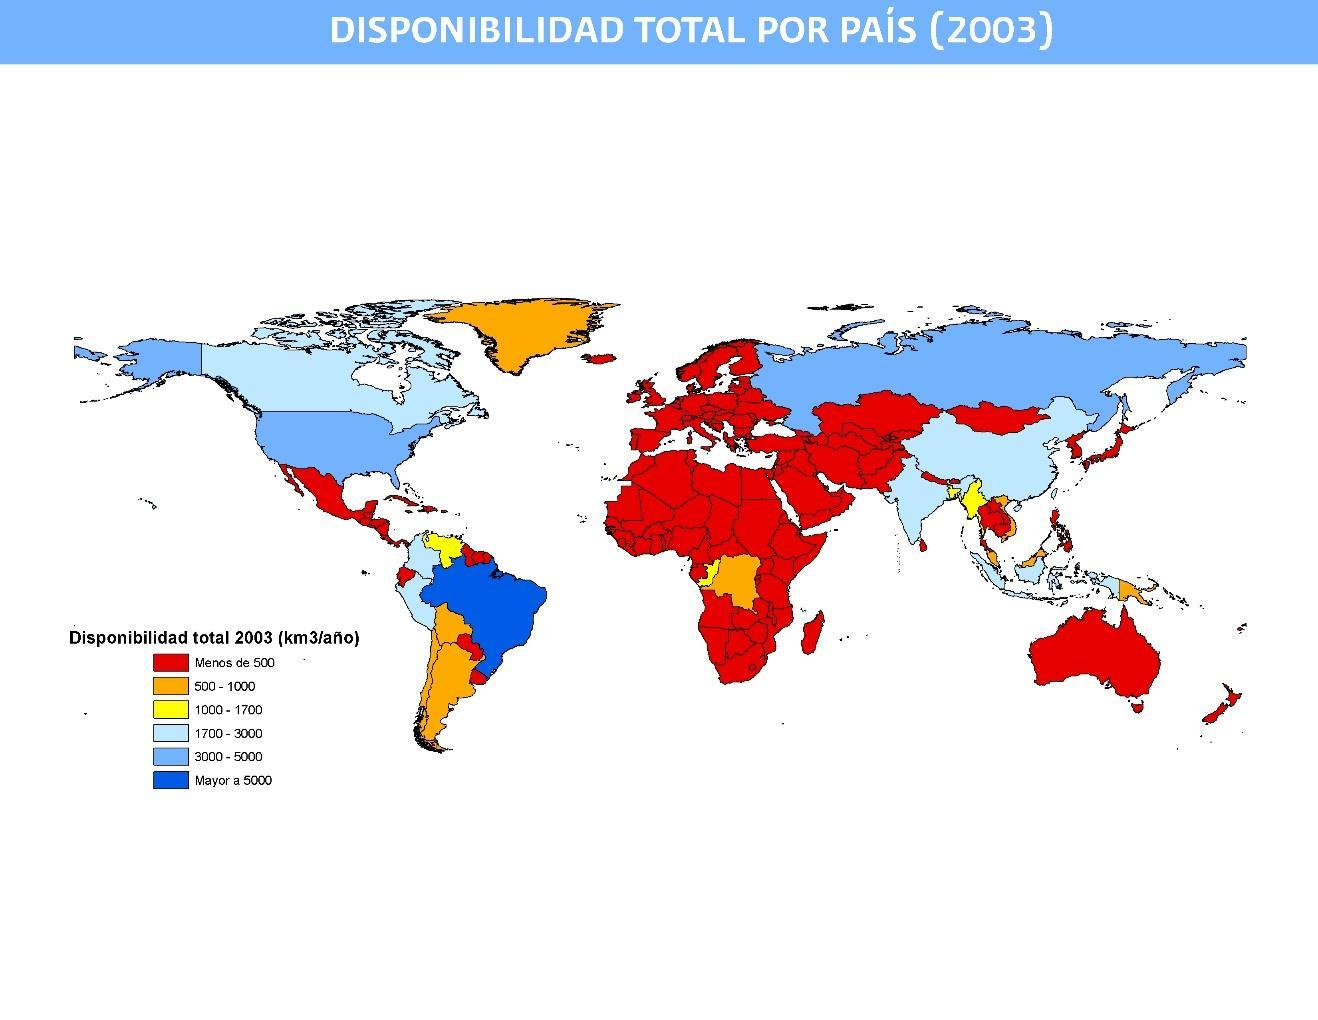 DISPONIBILIDAD TOTAL POR PAÍS (2003)
Disponibilidad total 2003 (km3/año)
Menos de 500
500 - 1000
1000 - 1700
1700 - 3000
3000 - 5000
Mayor a 5000